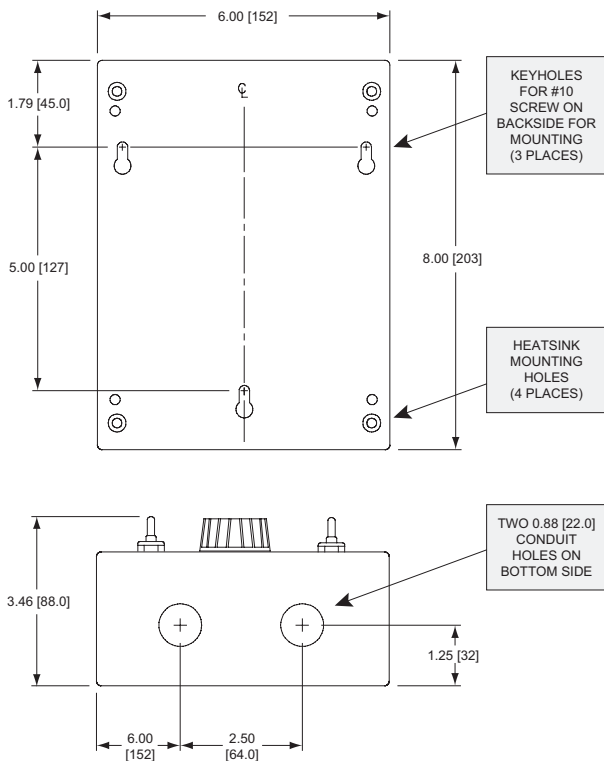 6.00 [152]
1.79 [45.0]
℄
KEYHOLES
FOR #10
SCREW ON
BACKSIDE FOR
MOUNTING
(3 PLACES)
5.00 [127]
8.00 [203]
HEATSINK
MOUNTING
HOLES
(4 PLACES)
TWO 0.88 [22.0]
CONDUIT
HOLES ON
BOTTOM SIDE
3.46 [88.0]
1.25 [32]
6.00
[152]
2.50
[64.0]